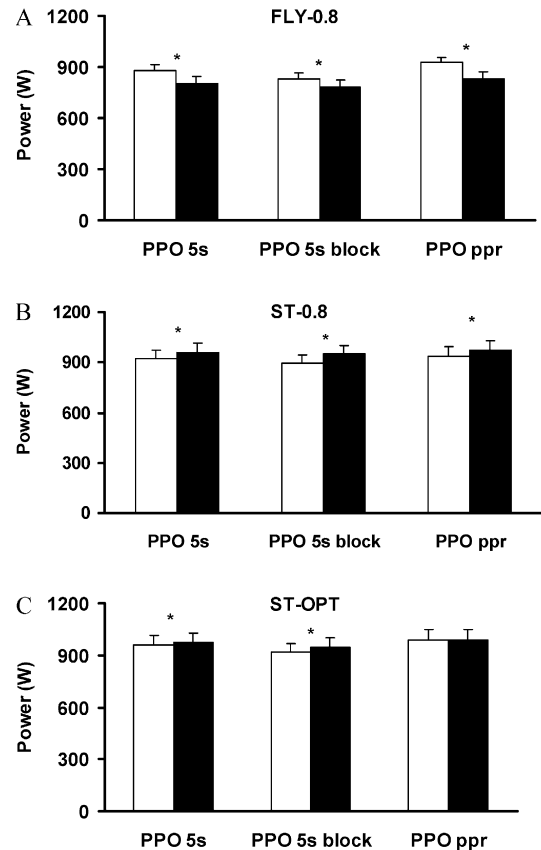 A
FLY-0.8
1200
900
600
300
0
Power (W)
*
*
*
PPO 5s
PPO 5s block
PPO ppr
B
ST-0.8
1200
900
600
300
0
Power (W)
*
*
*
PPO 5s
PPO 5s block
PPO ppr
C
ST-OPT
1200
900
600
300
0
Power (W)
*
*
PPO 5s
PPO 5s block
PPO ppr